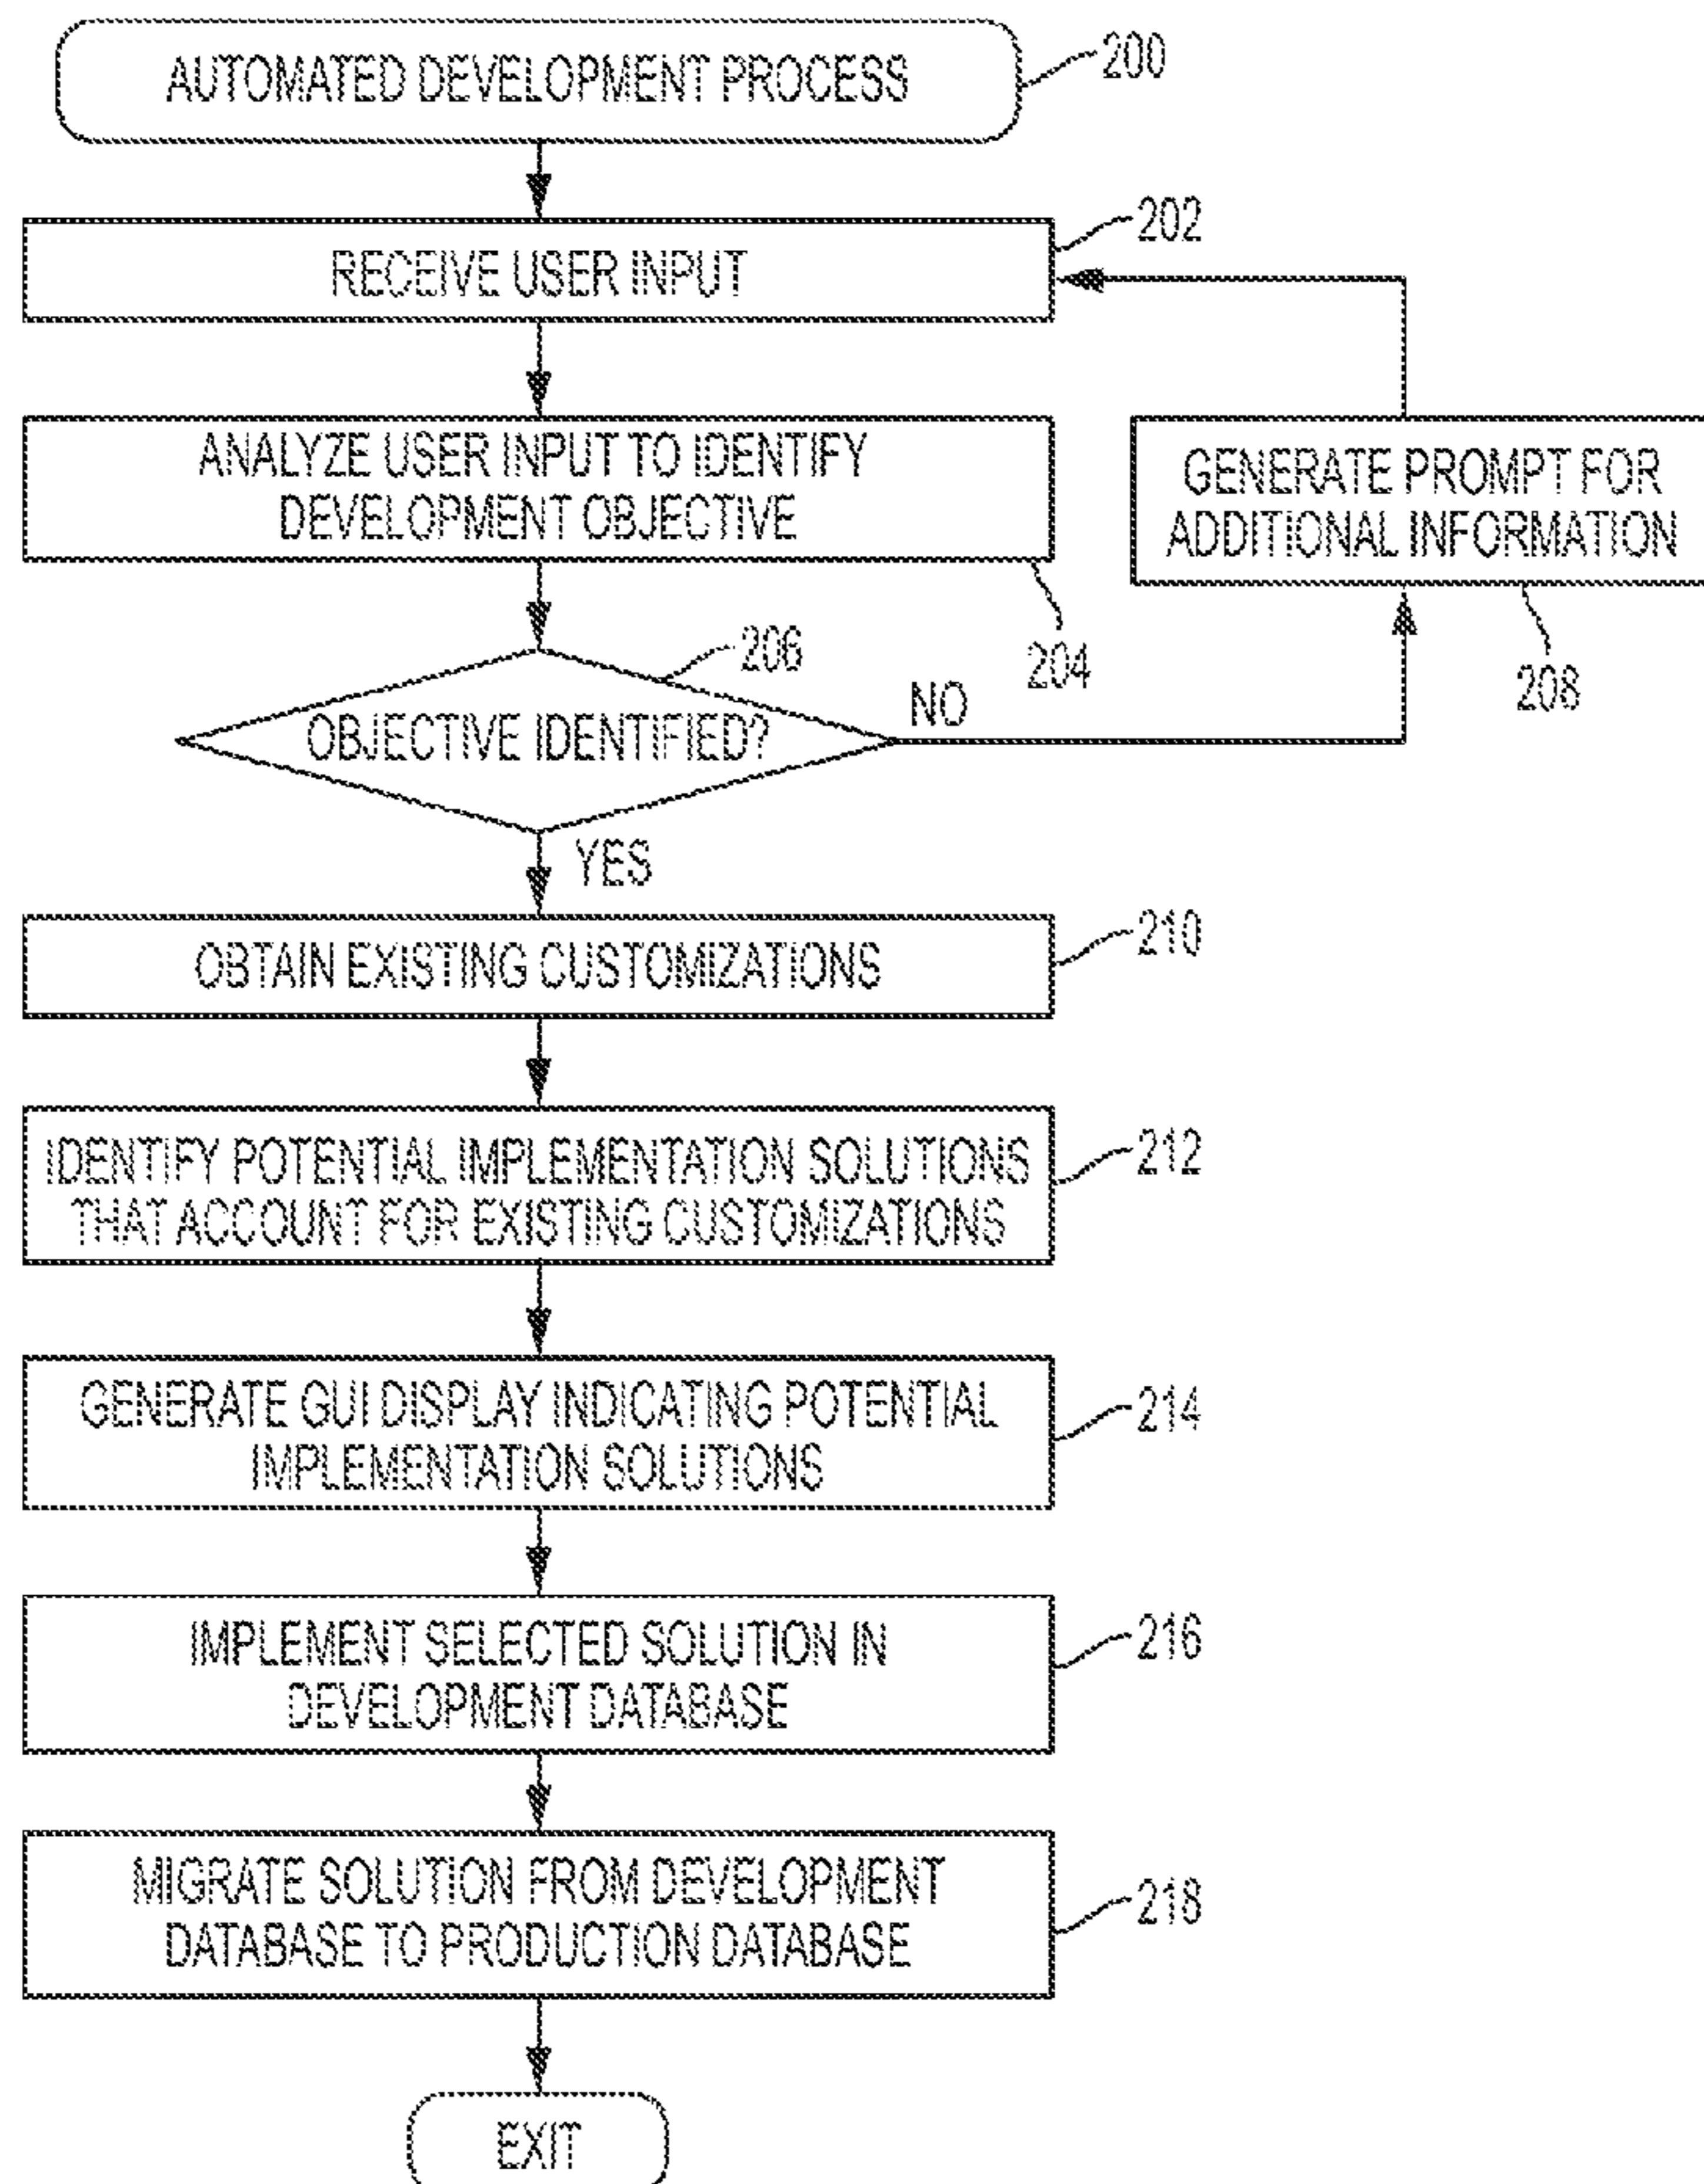 AUTOMATED DEVELOPMENT PROCESS
200
RECEIVE USER INPUT
202
ANALYZE USER INPUT TO IDENTIFY
DEVELOPMENT OBJECTIVE
204
GENERATE PROMPT FOR
ADDITIONAL INFORMATION
208
206
OBJECTIVE IDENTIFIED?
NO
YES
OBTAIN EXISTING CUSTOMIZATIONS
210
IDENTIFY POTENTIAL IMPLEMENTATION SOLUTIONS
THAT ACCOUNT FOR EXISTING CUSTOMIZATIONS
212
GENERATE GUI DISPLAY INDICATING POTENTIAL
IMPLEMENTATION SOLUTIONS
214
IMPLEMENT SELECTED SOLUTION IN
DEVELOPMENT DATABASE
216
MIGRATE SOLUTION FROM DEVELOPMENT
DATABASE TO PRODUCTION DATABASE
218
EXIT